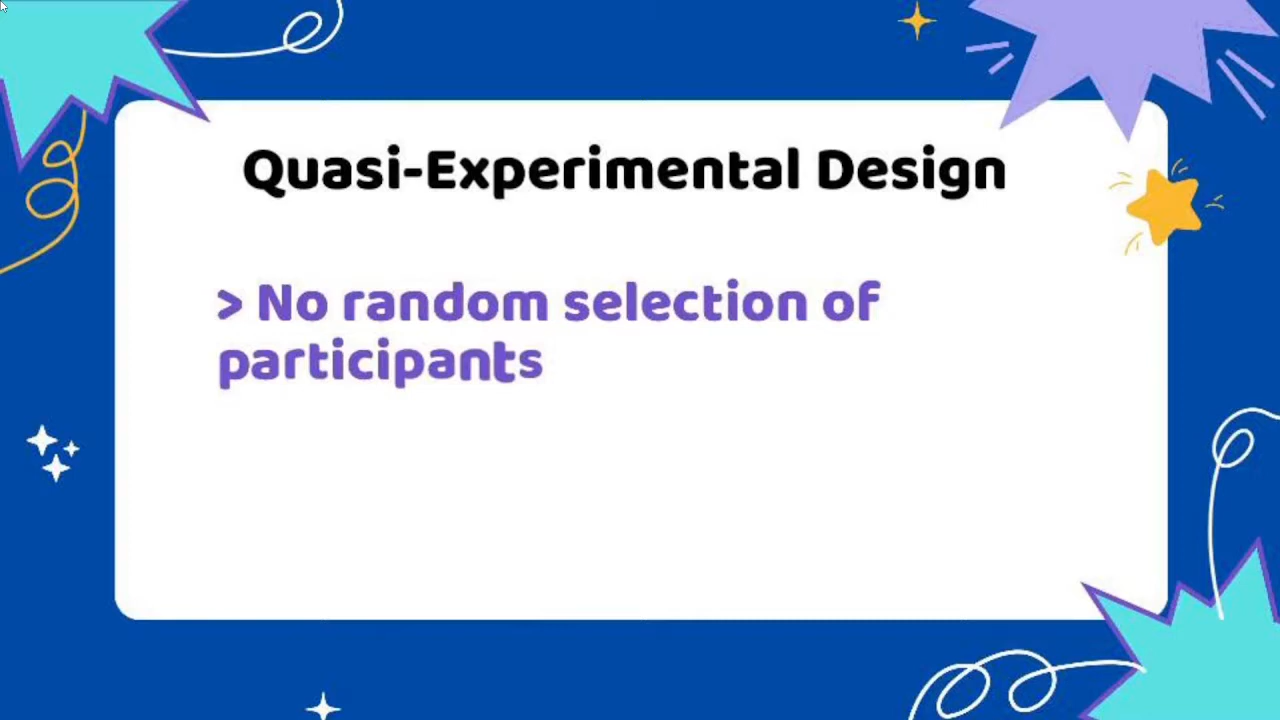 Quasi-Experimental Design
> No random selection of
participants